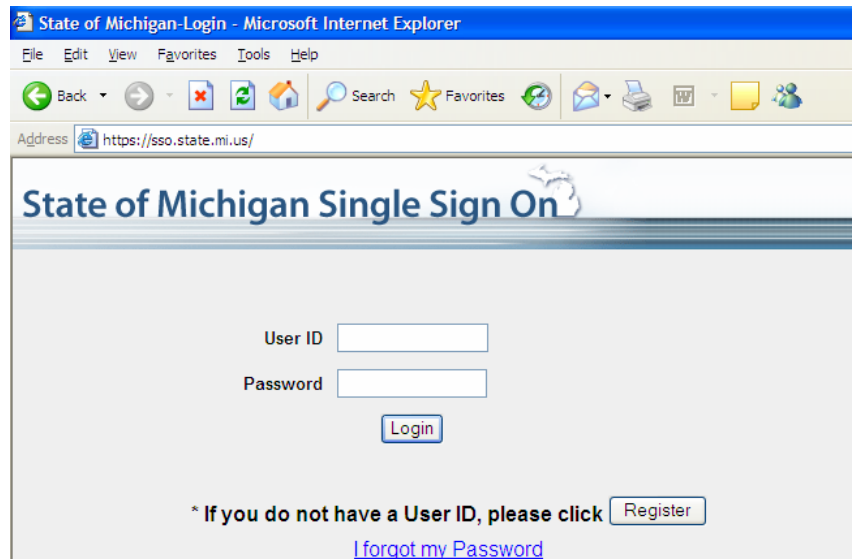 State of Michigan-Login - Microsoft Internet Explorer
File Edit View Favorites Tools Help
Back Search Favorites W
Address https://sso.state.mi.us/
State of Michigan Single Sign On
User ID
Password
Login
* If you do not have a User ID, please click Register
I forgot my Password